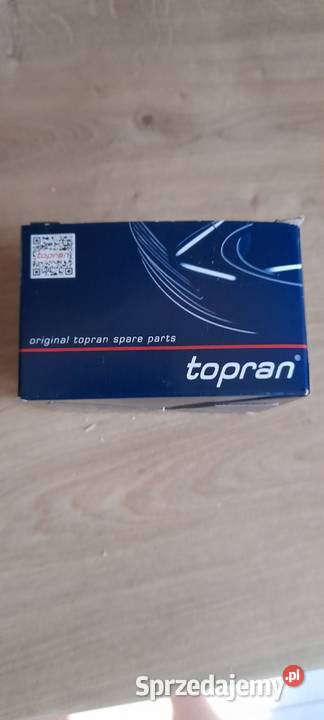 topran
original topran spare parts
topran®
Sprzedajemy.pl